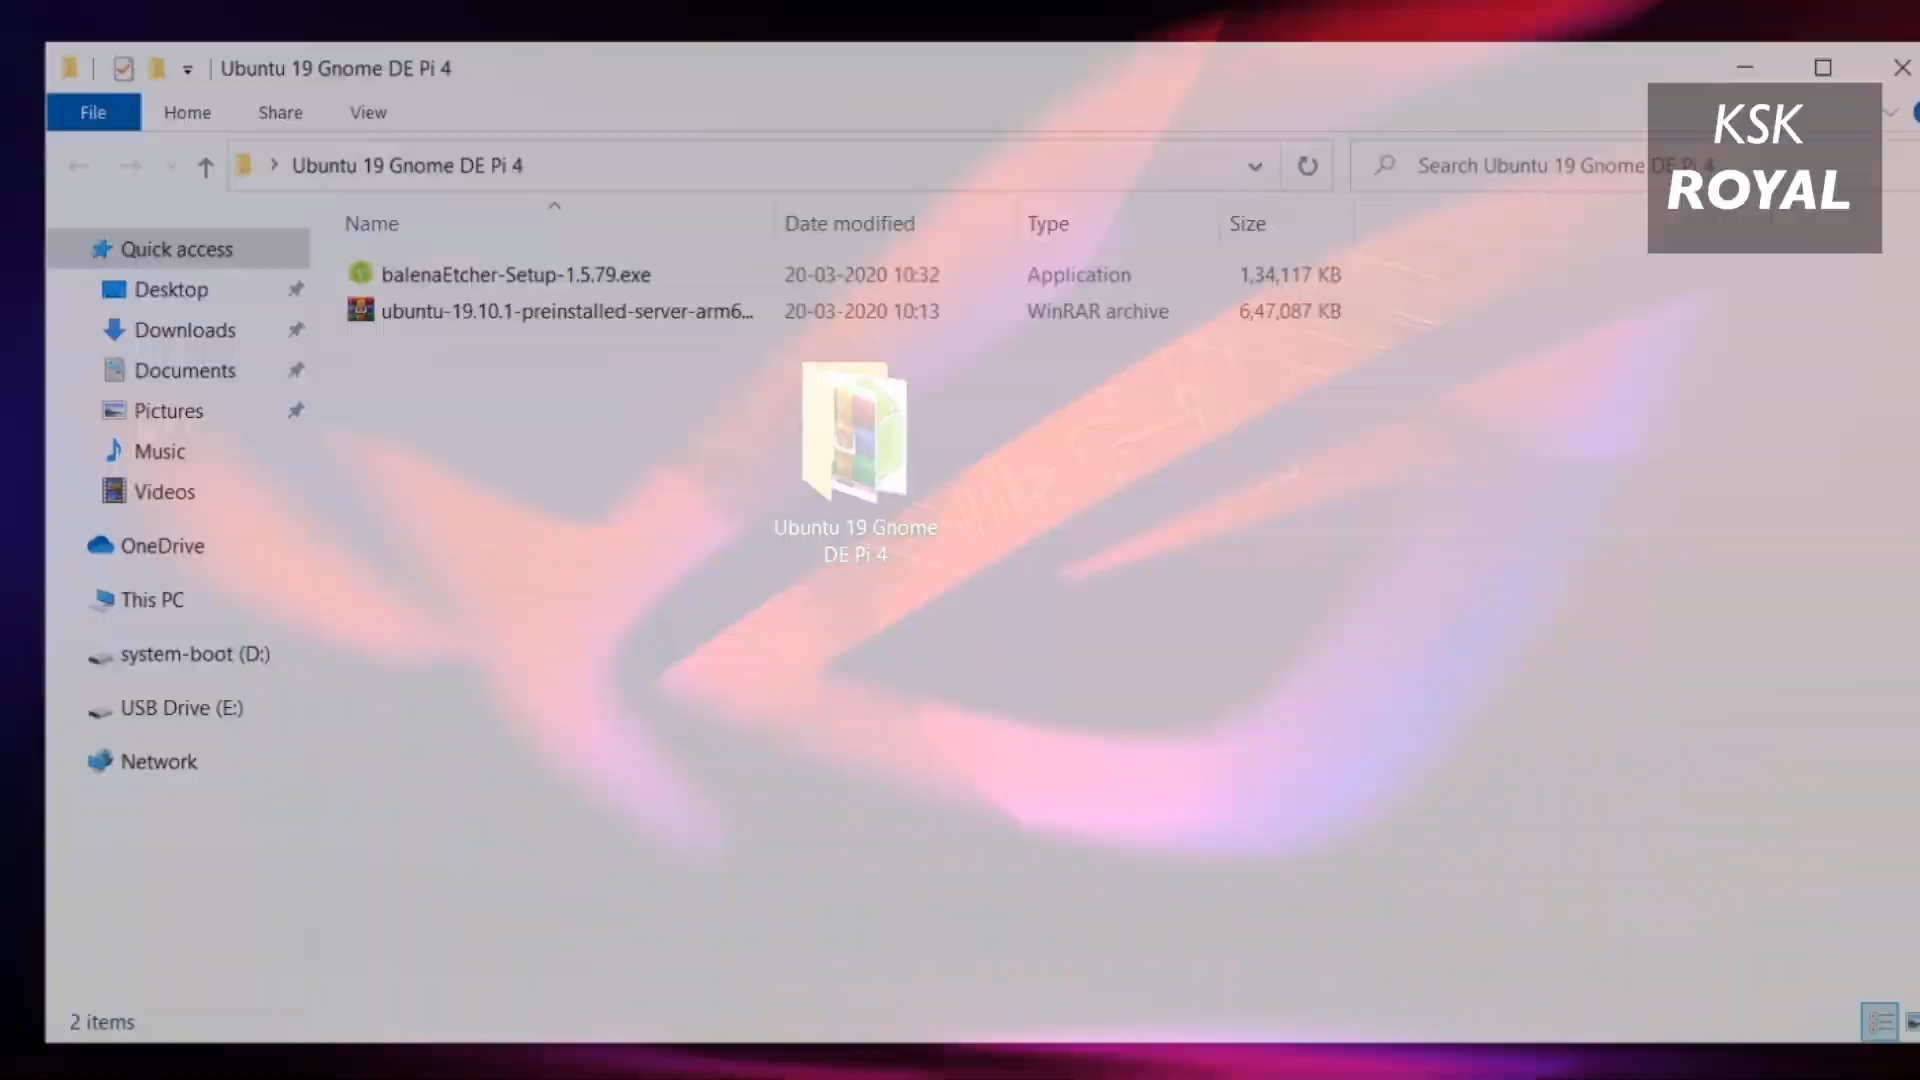 Ubuntu 19 Gnome DE Pi 4
File Home Share View
KSK
ROYAL
Ubuntu 19 Gnome DE Pi 4
Search Ubuntu 19 Gnome DE Pi 4
Name Date modified Type Size
Quick access
balenaEtcher-Setup-1.5.79.exe 20-03-2020 10:32 Application 1,34,117 KB
Desktop
ubuntu-19.10.1-preinstalled-server-arm6... 20-03-2020 10:13 WinRAR archive 6,47,087 KB
Downloads
Documents
Pictures
Music
Videos
Ubuntu 19 Gnome
DE Pi 4
OneDrive
This PC
system-boot (D:)
USB Drive (E:)
Network
2 items